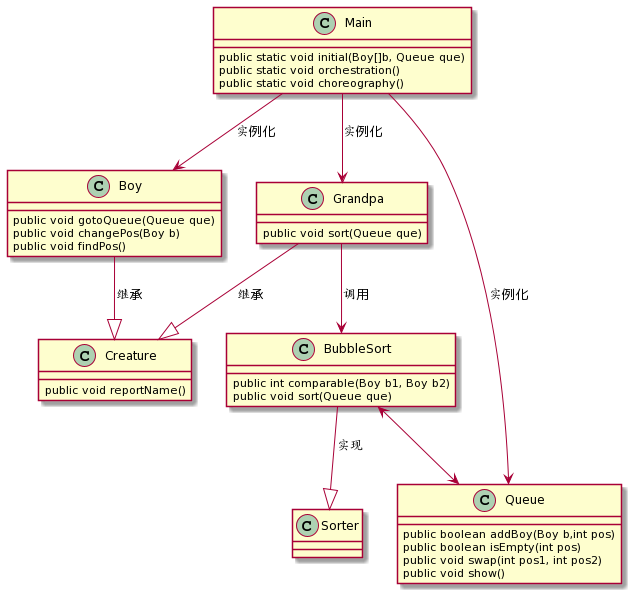 C Main
public static void initial(Boy[]b, Queue que)
public static void orchestration()
public static void choreography()
实例化
实例化
C Boy
public void gotoQueue(Queue que)
public void changePos(Boy b)
public void findPos()
C Grandpa
public void sort(Queue que)
继承
继承
调用
实例化
C Creature
public void reportName()
C BubbleSort
public int comparable(Boy b1, Boy b2)
public void sort(Queue que)
实现
C Sorter
C Queue
public boolean addBoy(Boy b,int pos)
public boolean isEmpty(int pos)
public void swap(int pos1, int pos2)
public void show()